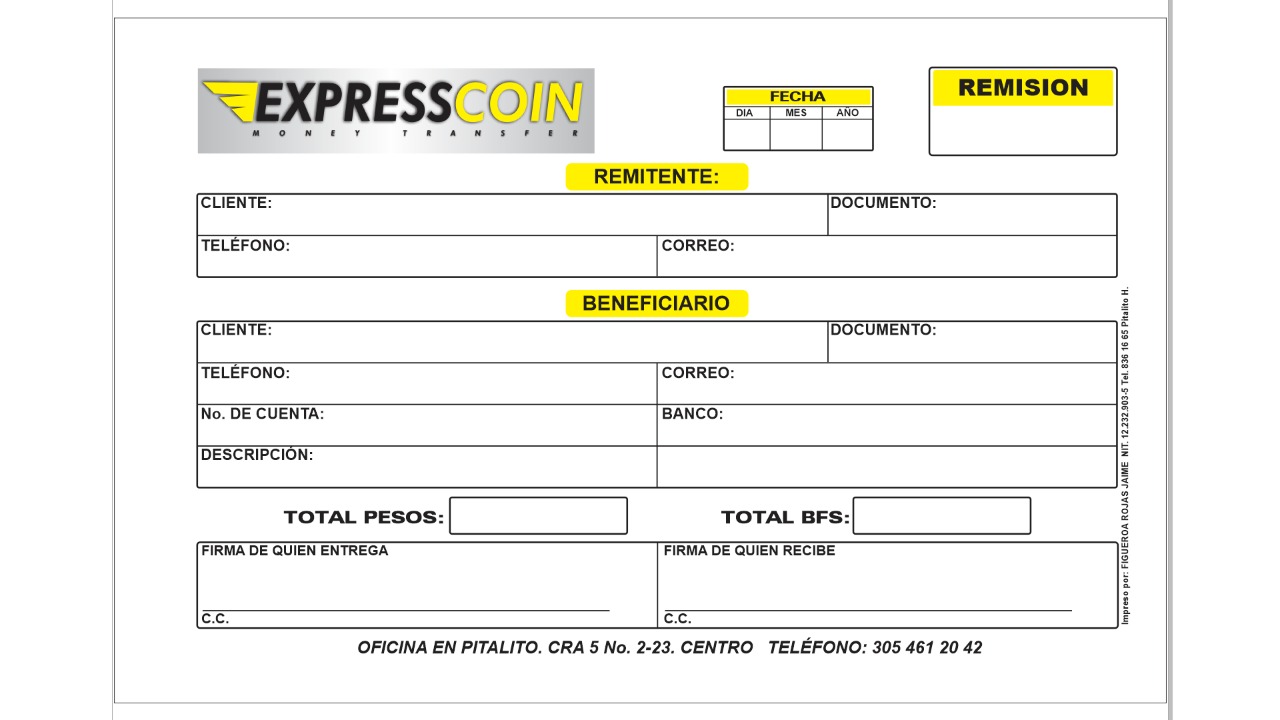 EXPRESSCOIN
MONEY TRANSFER
FECHA
DIA MES AÑO
REMISION
REMITENTE:
CLIENTE: DOCUMENTO:
TELÉFONO: CORREO:
BENEFICIARIO
CLIENTE: DOCUMENTO:
TELÉFONO: CORREO:
No. DE CUENTA: BANCO:
DESCRIPCIÓN:
TOTAL PESOS: TOTAL BFS:
FIRMA DE QUIEN ENTREGA FIRMA DE QUIEN RECIBE
C.C. C.C.
OFICINA EN PITALITO. CRA 5 No. 2-23. CENTRO TELÉFONO: 305 461 20 42
Impreso por: FIGUEROA ROJAS JAIME NIT. 12.232.903-5 Tel. 836 16 65 Pitalito H.